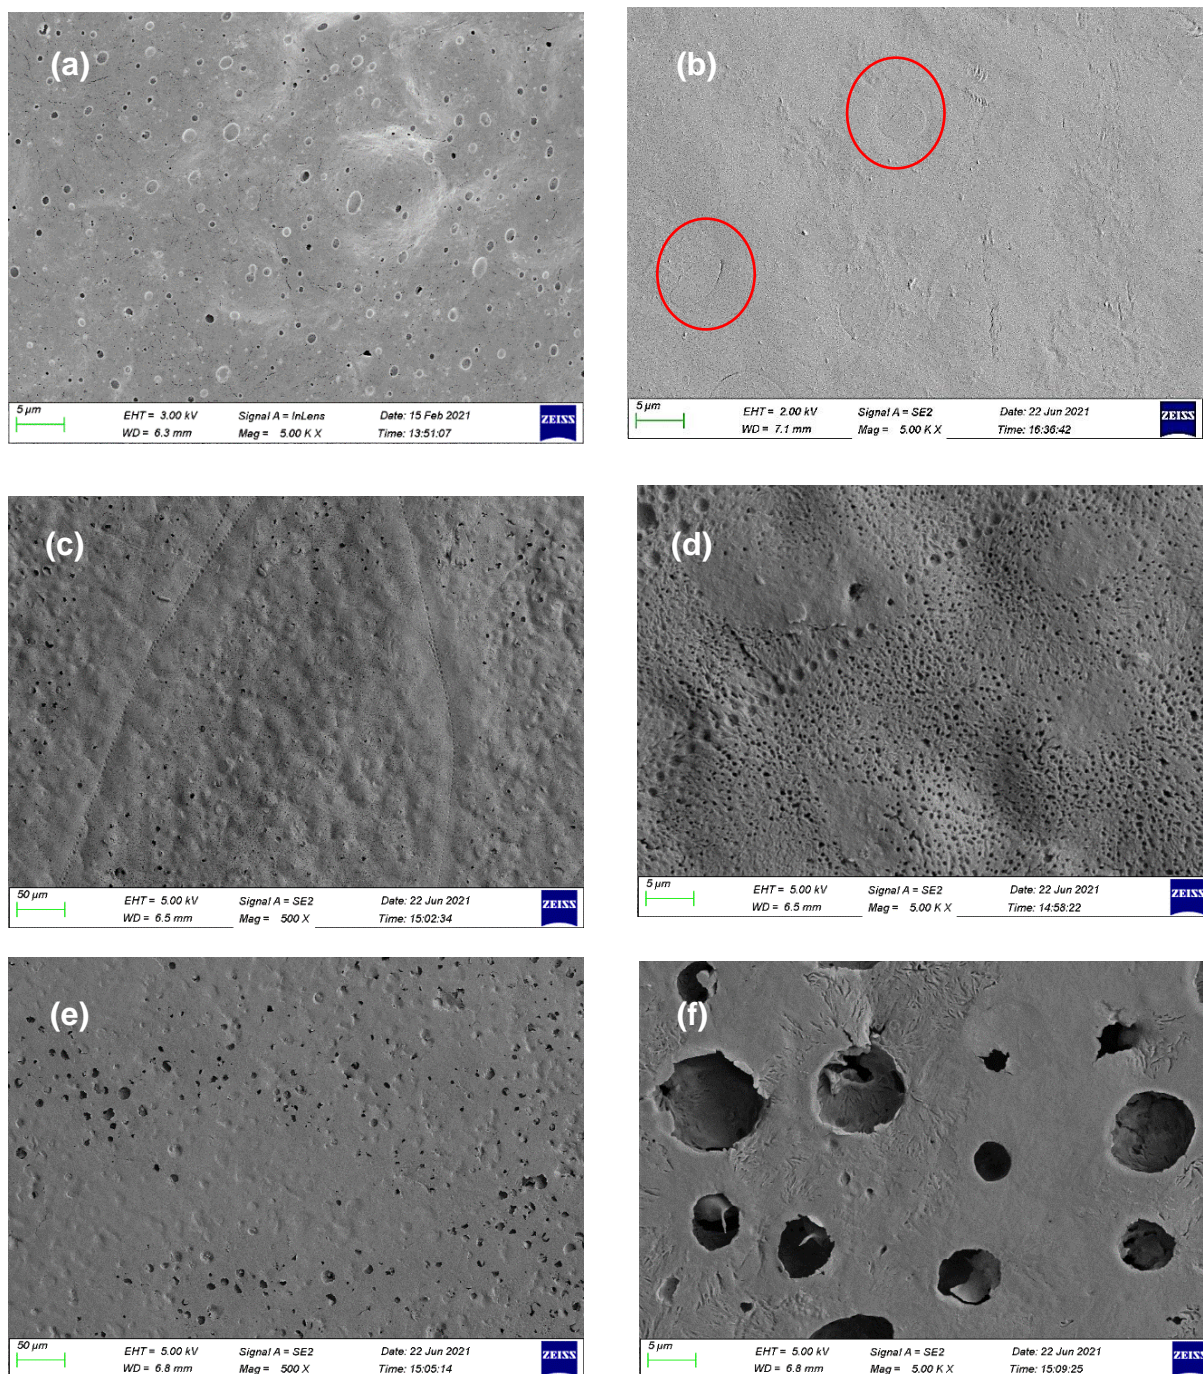 (a)
5 µm
EHT = 3.00 kV
Signal A = InLens
Date: 15 Feb 2021
WD = 6.3 mm
Mag = 5.00 K X
Time: 13:51:07
ZEISS
(b)
5 µm
EHT = 2.00 kV
Signal A = SE2
Date: 22 Jun 2021
WD = 7.1 mm
Mag = 5.00 K X
Time: 16:36:42
ZEISS
(c)
50 µm
EHT = 5.00 kV
Signal A = SE2
Date: 22 Jun 2021
WD = 6.5 mm
Mag = 500 X
Time: 15:02:34
ZEISS
(d)
5 µm
EHT = 5.00 kV
Signal A = SE2
Date: 22 Jun 2021
WD = 6.5 mm
Mag = 5.00 K X
Time: 14:58:22
ZEISS
(e)
50 µm
EHT = 5.00 kV
Signal A = SE2
Date: 22 Jun 2021
WD = 6.8 mm
Mag = 500 X
Time: 15:05:14
ZEISS
(f)
5 µm
EHT = 5.00 kV
Signal A = SE2
Date: 22 Jun 2021
WD = 6.8 mm
Mag = 5.00 K X
Time: 15:09:25
ZEISS